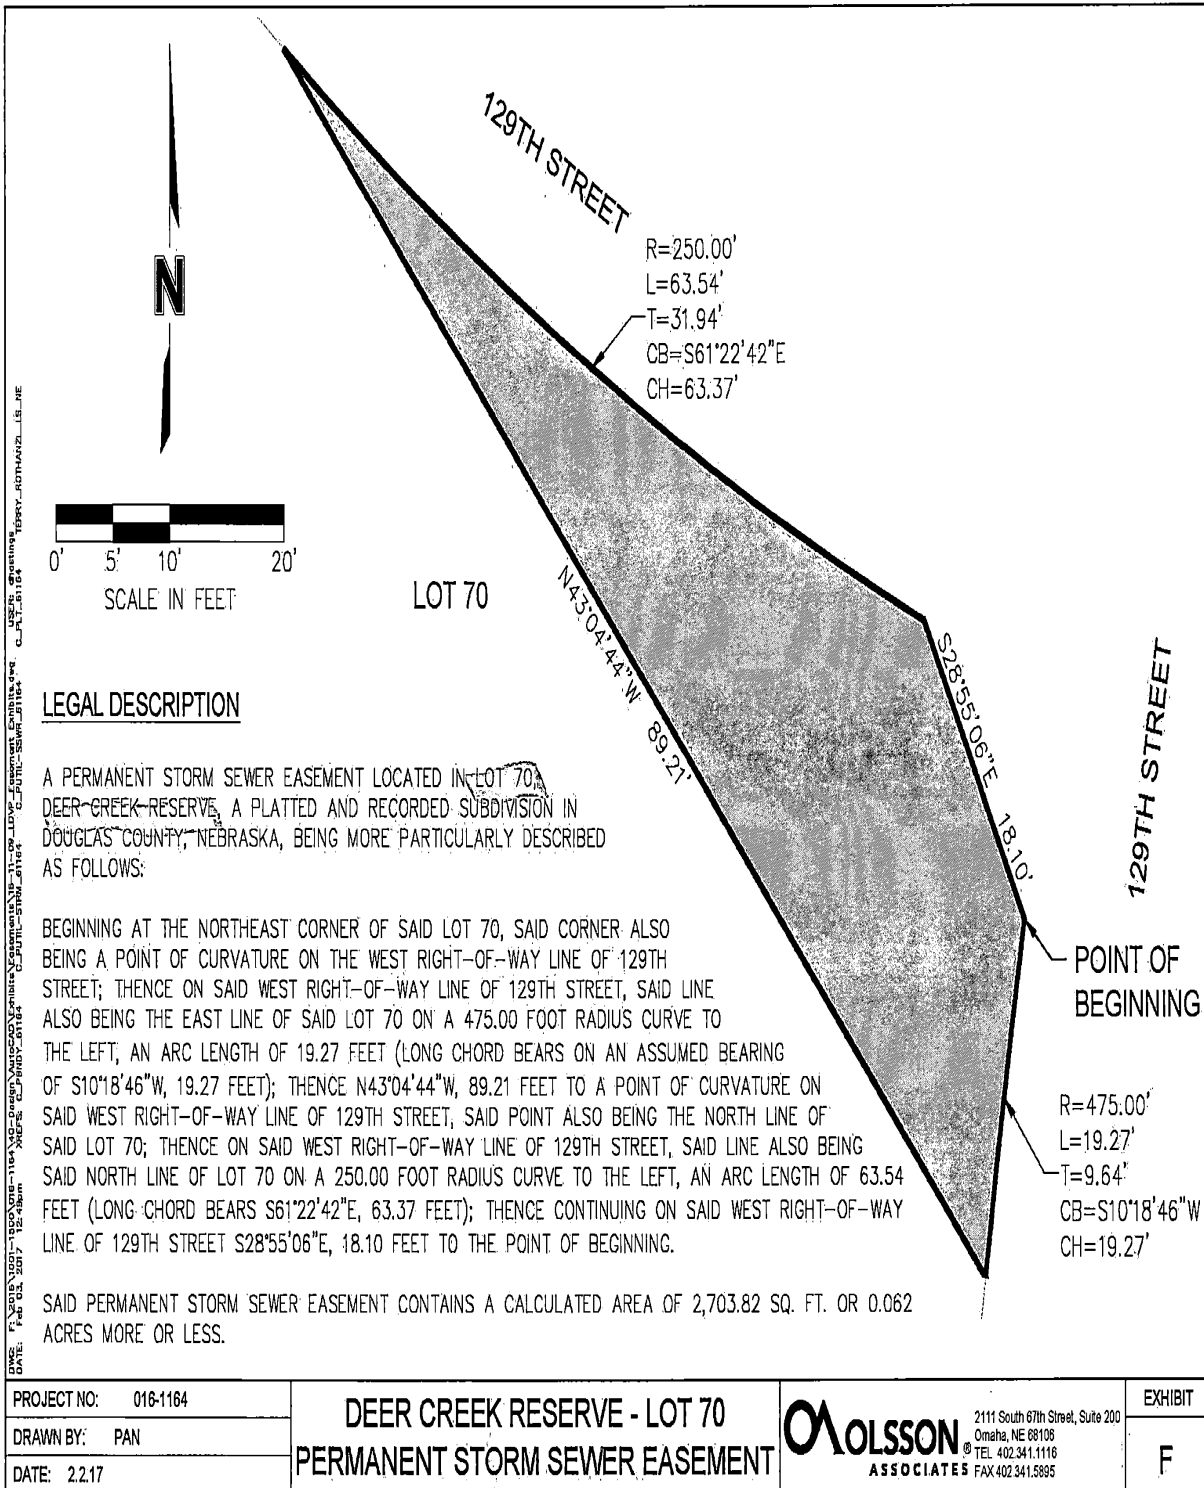 129TH STREET
R=250.00'
L=63.54'
T=31.94'
CB=S61°22'42"E
CH=63.37'
N
0' 5' 10' 20'
SCALE IN FEET
LOT 70
N43°04'44"W 89.21'
S28°55'06"E 18.10'
129TH STREET
POINT OF
BEGINNING
R=475.00'
L=19.27'
T=9.64'
CB=S10°18'46"W
CH=19.27'
LEGAL DESCRIPTION
A PERMANENT STORM SEWER EASEMENT LOCATED IN LOT 70,
DEER CREEK RESERVE, A PLATTED AND RECORDED SUBDIVISION IN
DOUGLAS COUNTY, NEBRASKA, BEING MORE PARTICULARLY DESCRIBED
AS FOLLOWS:
BEGINNING AT THE NORTHEAST CORNER OF SAID LOT 70, SAID CORNER ALSO
BEING A POINT OF CURVATURE ON THE WEST RIGHT-OF-WAY LINE OF 129TH
STREET; THENCE ON SAID WEST RIGHT-OF-WAY LINE OF 129TH STREET, SAID LINE
ALSO BEING THE EAST LINE OF SAID LOT 70 ON A 475.00 FOOT RADIUS CURVE TO
THE LEFT, AN ARC LENGTH OF 19.27 FEET (LONG CHORD BEARS ON AN ASSUMED BEARING
OF S10°18'46"W, 19.27 FEET); THENCE N43°04'44"W, 89.21 FEET TO A POINT OF CURVATURE ON
SAID WEST RIGHT-OF-WAY LINE OF 129TH STREET, SAID POINT ALSO BEING THE NORTH LINE OF
SAID LOT 70; THENCE ON SAID WEST RIGHT-OF-WAY LINE OF 129TH STREET, SAID LINE ALSO BEING
SAID NORTH LINE OF LOT 70 ON A 250.00 FOOT RADIUS CURVE TO THE LEFT, AN ARC LENGTH OF 63.54
FEET (LONG CHORD BEARS S61°22'42"E, 63.37 FEET); THENCE CONTINUING ON SAID WEST RIGHT-OF-WAY
LINE OF 129TH STREET S28°55'06"E, 18.10 FEET TO THE POINT OF BEGINNING.
SAID PERMANENT STORM SEWER EASEMENT CONTAINS A CALCULATED AREA OF 2,703.82 SQ. FT. OR 0.062
ACRES MORE OR LESS.
DATE: Feb 03, 2017 12:49pm
PROJECT NO: 016-1164
DRAWN BY: PAN
DATE: 2.2.17
DEER CREEK RESERVE - LOT 70
PERMANENT STORM SEWER EASEMENT
OLSSON ®
ASSOCIATES
2111 South 67th Street, Suite 200
Omaha, NE 68106
TEL 402.341.1116
FAX 402.341.5895
EXHIBIT
F